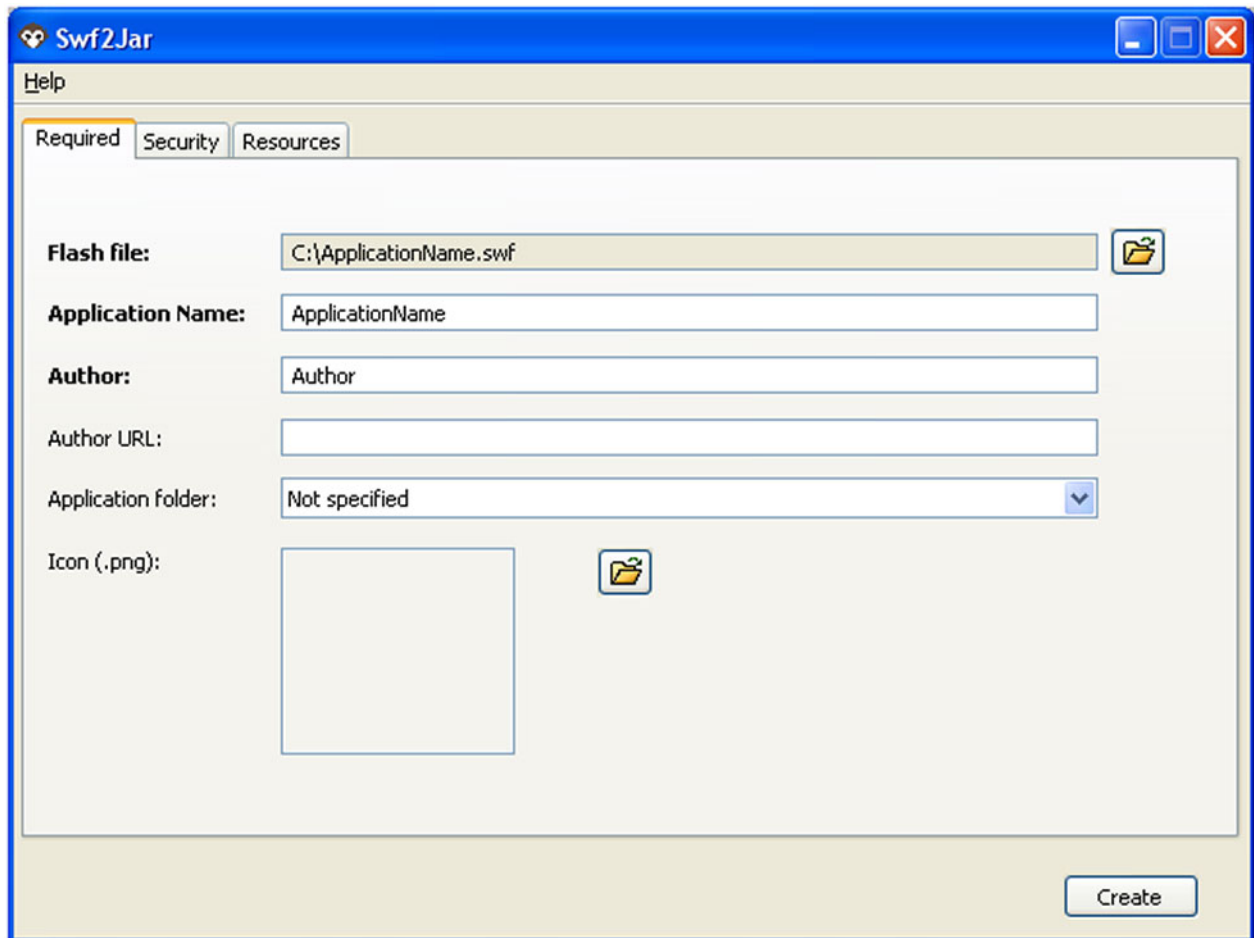 Swf2Jar
Help
Required Security Resources
Flash file: C:\ApplicationName.swf
Application Name: ApplicationName
Author: Author
Author URL:
Application folder: Not specified
Icon (.png):
Create